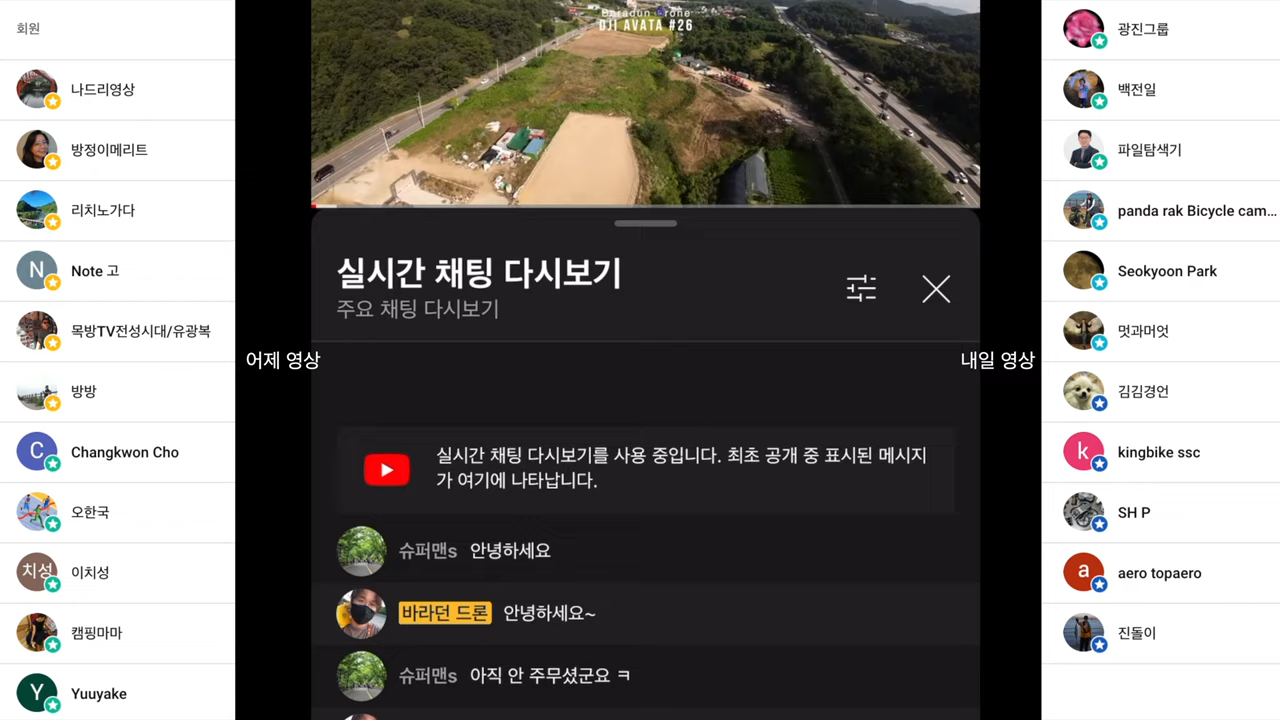 회원
나드리영상
방정이메리트
리치노가다
N
Note 고
목방TV전성시대/유광복
방방
C
Changkwon Cho
오한국
치성
이치성
캠핑마마
Y
Yuuyake
Baradun Drone
DJI AVATA #26
실시간 채팅 다시보기
주요 채팅 다시보기
어제 영상
내일 영상
실시간 채팅 다시보기를 사용 중입니다. 최초 공개 중 표시된 메시지
가 여기에 나타납니다.
슈퍼맨s 안녕하세요
바라던 드론 안녕하세요~
슈퍼맨s 아직 안 주무셨군요 ㅋ
광진그룹
백전일
파일탐색기
panda rak Bicycle cam...
Seokyoon Park
멋과머엇
김김경언
k
kingbike ssc
SH P
a
aero topaero
진돌이